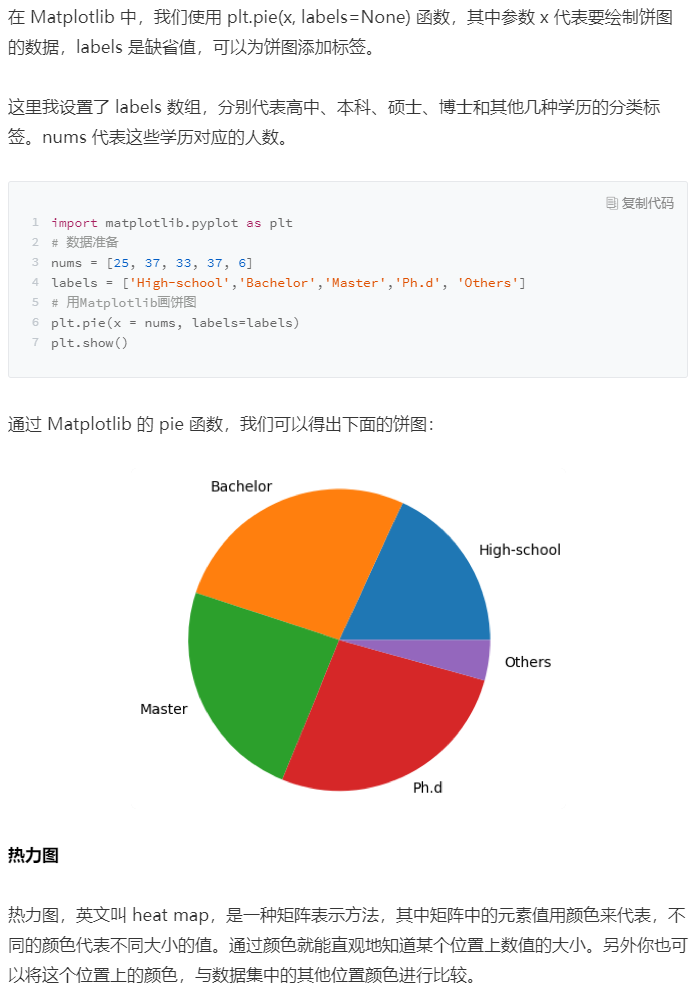 在 Matplotlib 中，我们使用 plt.pie(x, labels=None) 函数，其中参数 x 代表要绘制饼图
的数据，labels 是缺省值，可以为饼图添加标签。
这里我设置了 labels 数组，分别代表高中、本科、硕士、博士和其他几种学历的分类标
签。nums 代表这些学历对应的人数。
复制代码
1 import matplotlib.pyplot as plt
2 # 数据准备
3 nums = [25, 37, 33, 37, 6]
4 labels = ['High-school','Bachelor','Master','Ph.d', 'Others']
5 # 用Matplotlib画饼图
6 plt.pie(x = nums, labels=labels)
7 plt.show()
通过 Matplotlib 的 pie 函数，我们可以得出下面的饼图：
Bachelor
High-school
Others
Master
Ph.d
热力图
热力图，英文叫 heat map，是一种矩阵表示方法，其中矩阵中的元素值用颜色来代表，不
同的颜色代表不同大小的值。通过颜色就能直观地知道某个位置上数值的大小。另外你也可
以将这个位置上的颜色，与数据集中的其他位置颜色进行比较。